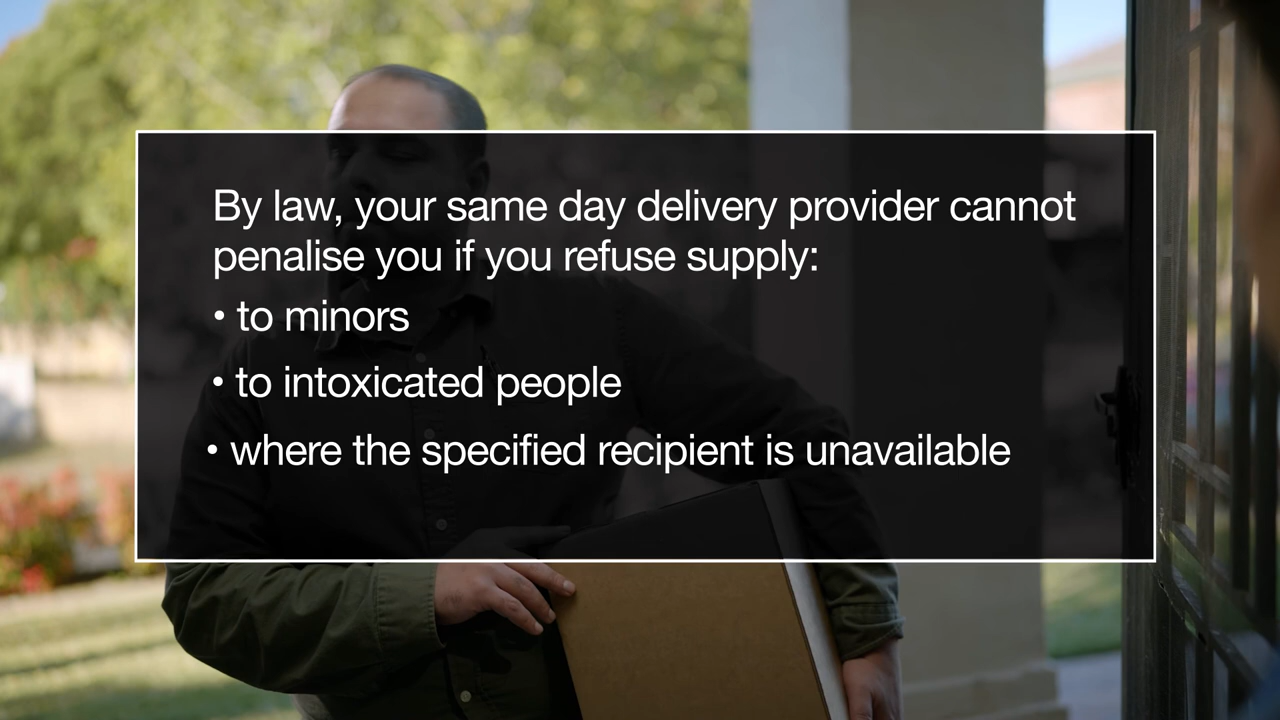 By law, your same day delivery provider cannot
penalise you if you refuse supply:
• to minors
• to intoxicated people
• where the specified recipient is unavailable